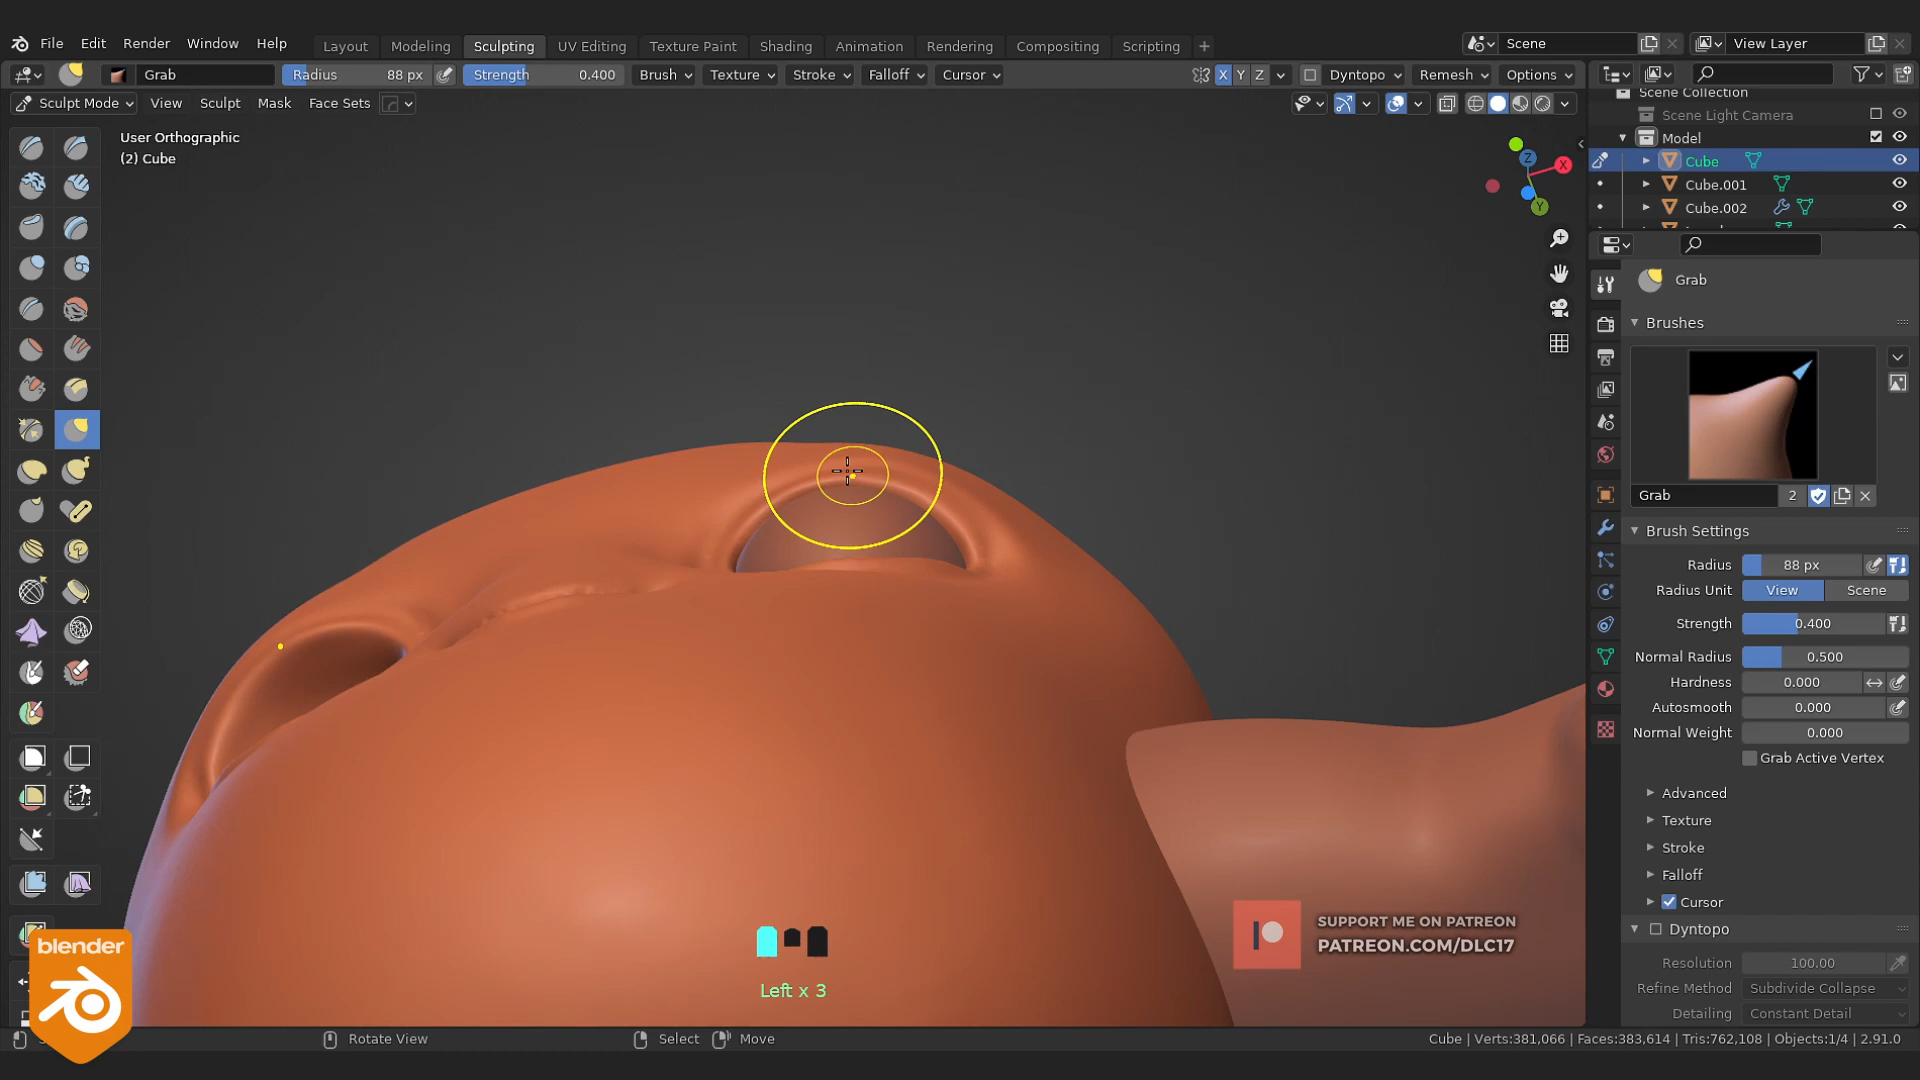 File Edit Render Window Help Layout Modeling Sculpting UV Editing Texture Paint Shading Animation Rendering Compositing Scripting + Scene View Layer
Grab Radius 88 px Strength 0.400 Brush Texture Stroke Falloff Cursor X Y Z Dyntopo Remesh Options
Sculpt Mode View Sculpt Mask Face Sets
Scene Collection
Scene Light Camera
Model
Cube
Cube.001
Cube.002
User Orthographic
(2) Cube
Z
X
Y
Grab
Brushes
Grab 2
Brush Settings
Radius 88 px
Radius Unit View Scene
Strength 0.400
Normal Radius 0.500
Hardness 0.000
Autosmooth 0.000
Normal Weight 0.000
Grab Active Vertex
Advanced
Texture
Stroke
Falloff
Cursor
Dyntopo
Resolution 100.00
Refine Method Subdivide Collapse
Detailing Constant Detail
SUPPORT ME ON PATREON
PATREON.COM/DLC17
blender
Left x 3
Rotate View Select Move Cube | Verts:381,066 | Faces:383,614 | Tris:762,108 | Objects:1/4 | 2.91.0